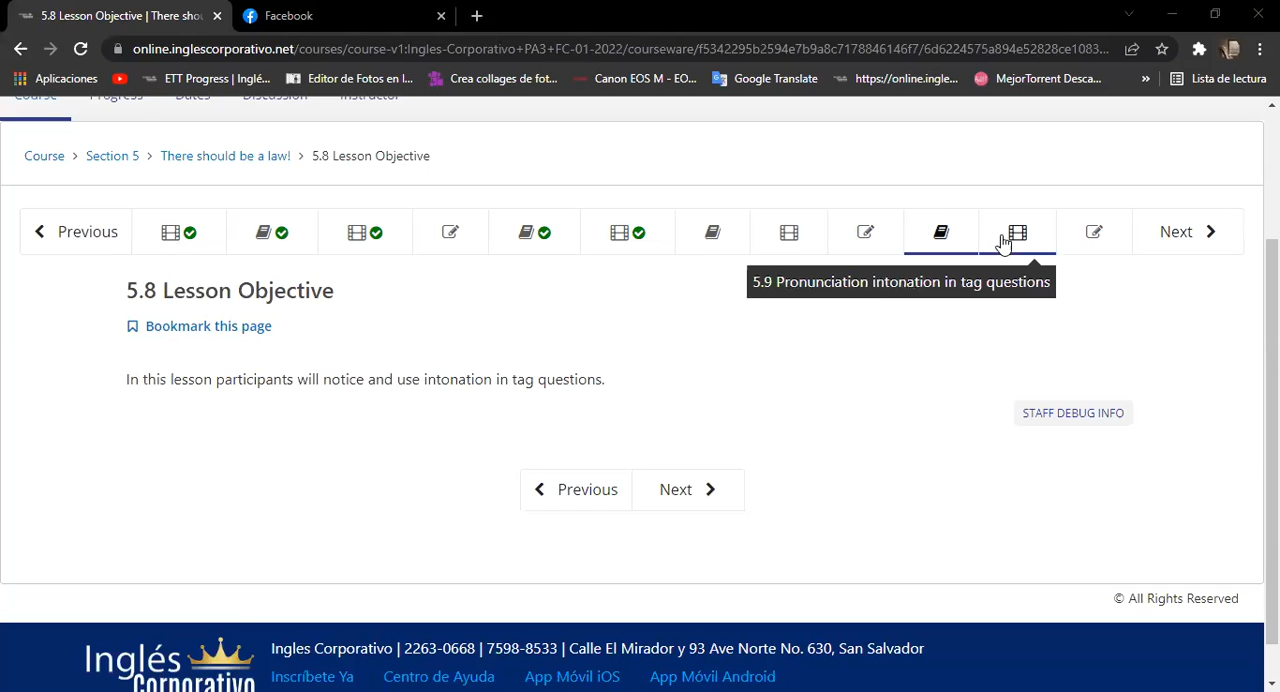 5.8 Lesson Objective | There shou
Facebook
online.inglescorporativo.net/courses/course-v1:Ingles-Corporativo+PA3+FC-01-2022/courseware/f5342295b2594e7b9a8c7178846146f7/6d6224575a894e52828ce1083...
Aplicaciones
ETT Progress | Inglé...
Editor de Fotos en l...
Crea collages de fot...
Canon EOS M - EO...
Google Translate
https://online.ingle...
MejorTorrent Desca...
»
Lista de lectura
Course Progress Dates Discussion Instructor
Course > Section 5 > There should be a law! > 5.8 Lesson Objective
Previous
Next
5.9 Pronunciation intonation in tag questions
5.8 Lesson Objective
Bookmark this page
In this lesson participants will notice and use intonation in tag questions.
STAFF DEBUG INFO
Previous
Next
© All Rights Reserved
Inglés
Corporativo
Ingles Corporativo | 2263-0668 | 7598-8533 | Calle El Mirador y 93 Ave Norte No. 630, San Salvador
Inscríbete Ya
Centro de Ayuda
App Móvil iOS
App Móvil Android